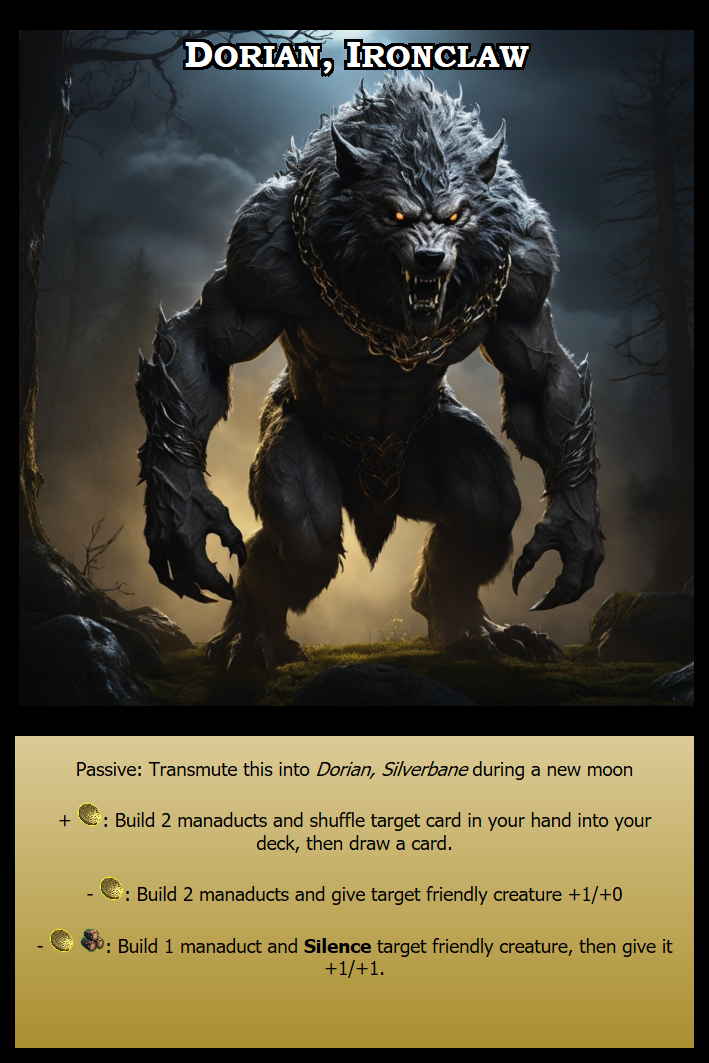 Dorian, Ironclaw
Passive: Transmute this into Dorian, Silverbane during a new moon
+ : Build 2 manaducts and shuffle target card in your hand into your
deck, then draw a card.
- : Build 2 manaducts and give target friendly creature +1/+0
- : Build 1 manaduct and Silence target friendly creature, then give it
+1/+1.